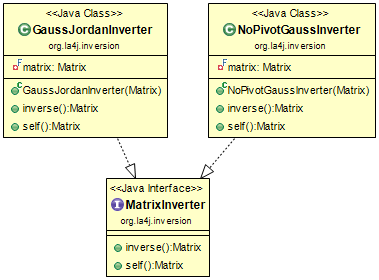 <<Java Class>>
GaussJordanInverter
org.la4j.inversion
matrix: Matrix
GaussJordanInverter(Matrix)
inverse():Matrix
self():Matrix
<<Java Class>>
NoPivotGaussInverter
org.la4j.inversion
matrix: Matrix
NoPivotGaussInverter(Matrix)
inverse():Matrix
self():Matrix
<<Java Interface>>
MatrixInverter
org.la4j.inversion
inverse():Matrix
self():Matrix